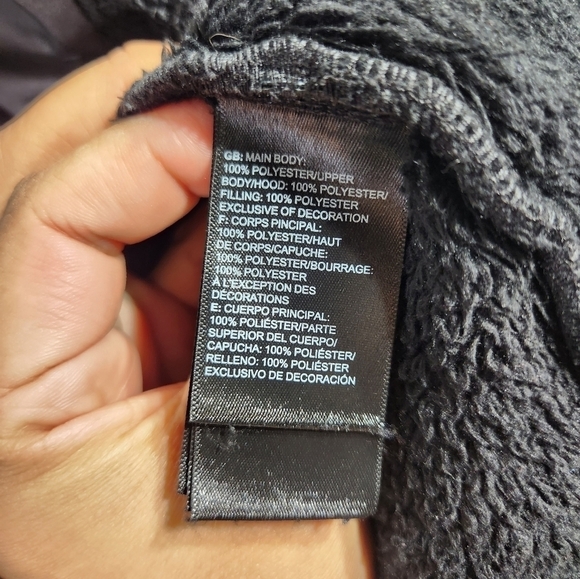 GB: MAIN BODY:
100% POLYESTER/UPPER
BODY/HOOD: 100% POLYESTER/
FILLING: 100% POLYESTER
EXCLUSIVE OF DECORATION
F: CORPS PINCIPAL:
100% POLYESTER/HAUT
DE CORPS/CAPUCHE:
100% POLYESTER/BOURRAGE:
100% POLYESTER
À L'EXCEPTION DES
DÉCORATIONS
E: CUERPO PRINCIPAL:
100% POLIÉSTER/PARTE
SUPERIOR DEL CUERPO/
CAPUCHA: 100% POLIÉSTER/
RELLENO: 100% POLIÉSTER
EXCLUSIVO DE DECORACIÓN